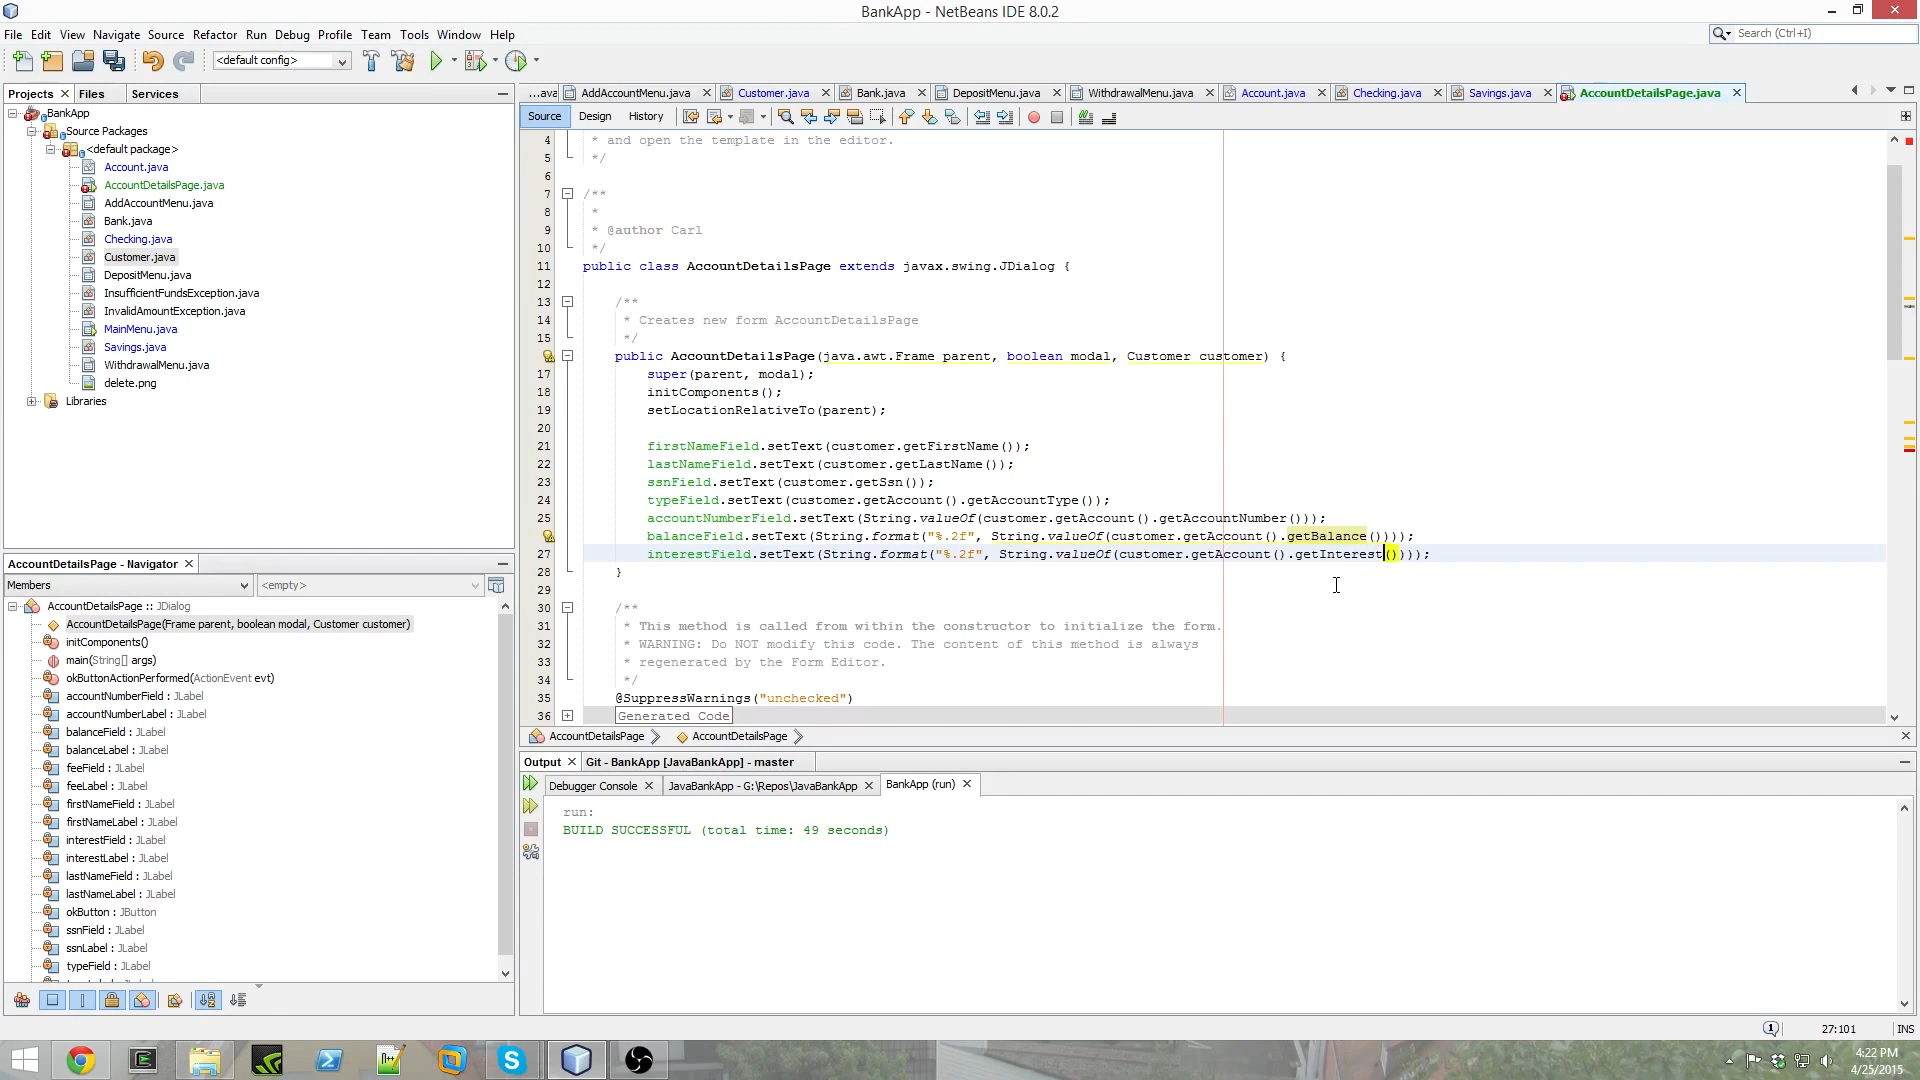 BankApp - NetBeans IDE 8.0.2
File Edit View Navigate Source Refactor Run Debug Profile Team Tools Window Help
Search (Ctrl+I)
<default config>
Projects Files Services
...ava AddAccountMenu.java Customer.java Bank.java DepositMenu.java WithdrawalMenu.java Account.java Checking.java Savings.java AccountDetailsPage.java
Source Design History
BankApp
Source Packages
<default package>
Account.java
AccountDetailsPage.java
AddAccountMenu.java
Bank.java
Checking.java
Customer.java
DepositMenu.java
InsufficientFundsException.java
InvalidAmountException.java
MainMenu.java
Savings.java
WithdrawalMenu.java
delete.png
Libraries
4 * and open the template in the editor.
5 */
6
7 /**
8 *
9 * @author Carl
10 */
11 public class AccountDetailsPage extends javax.swing.JDialog {
12
13 /**
14 * Creates new form AccountDetailsPage
15 */
public AccountDetailsPage(java.awt.Frame parent, boolean modal, Customer customer) {
17 super(parent, modal);
18 initComponents();
19 setLocationRelativeTo(parent);
20
21 firstNameField.setText(customer.getFirstName());
22 lastNameField.setText(customer.getLastName());
23 ssnField.setText(customer.getSsn());
24 typeField.setText(customer.getAccount().getAccountType());
25 accountNumberField.setText(String.valueOf(customer.getAccount().getAccountNumber()));
balanceField.setText(String.format("%.2f", String.valueOf(customer.getAccount().getBalance())));
27 interestField.setText(String.format("%.2f", String.valueOf(customer.getAccount().getInterest())));
28 }
29
30 /**
31 * This method is called from within the constructor to initialize the form.
32 * WARNING: Do NOT modify this code. The content of this method is always
33 * regenerated by the Form Editor.
34 */
35 @SuppressWarnings("unchecked")
36 Generated Code
AccountDetailsPage AccountDetailsPage
AccountDetailsPage - Navigator
Members <empty>
AccountDetailsPage :: JDialog
AccountDetailsPage(Frame parent, boolean modal, Customer customer)
initComponents()
main(String[] args)
okButtonActionPerformed(ActionEvent evt)
accountNumberField : JLabel
accountNumberLabel : JLabel
balanceField : JLabel
balanceLabel : JLabel
feeField : JLabel
feeLabel : JLabel
firstNameField : JLabel
firstNameLabel : JLabel
interestField : JLabel
interestLabel : JLabel
lastNameField : JLabel
lastNameLabel : JLabel
okButton : JButton
ssnField : JLabel
ssnLabel : JLabel
typeField : JLabel
Output Git - BankApp [JavaBankApp] - master
Debugger Console JavaBankApp - G:\Repos\JavaBankApp BankApp (run)
run:
BUILD SUCCESSFUL (total time: 49 seconds)
1 27:101 INS
4:22 PM
4/25/2015